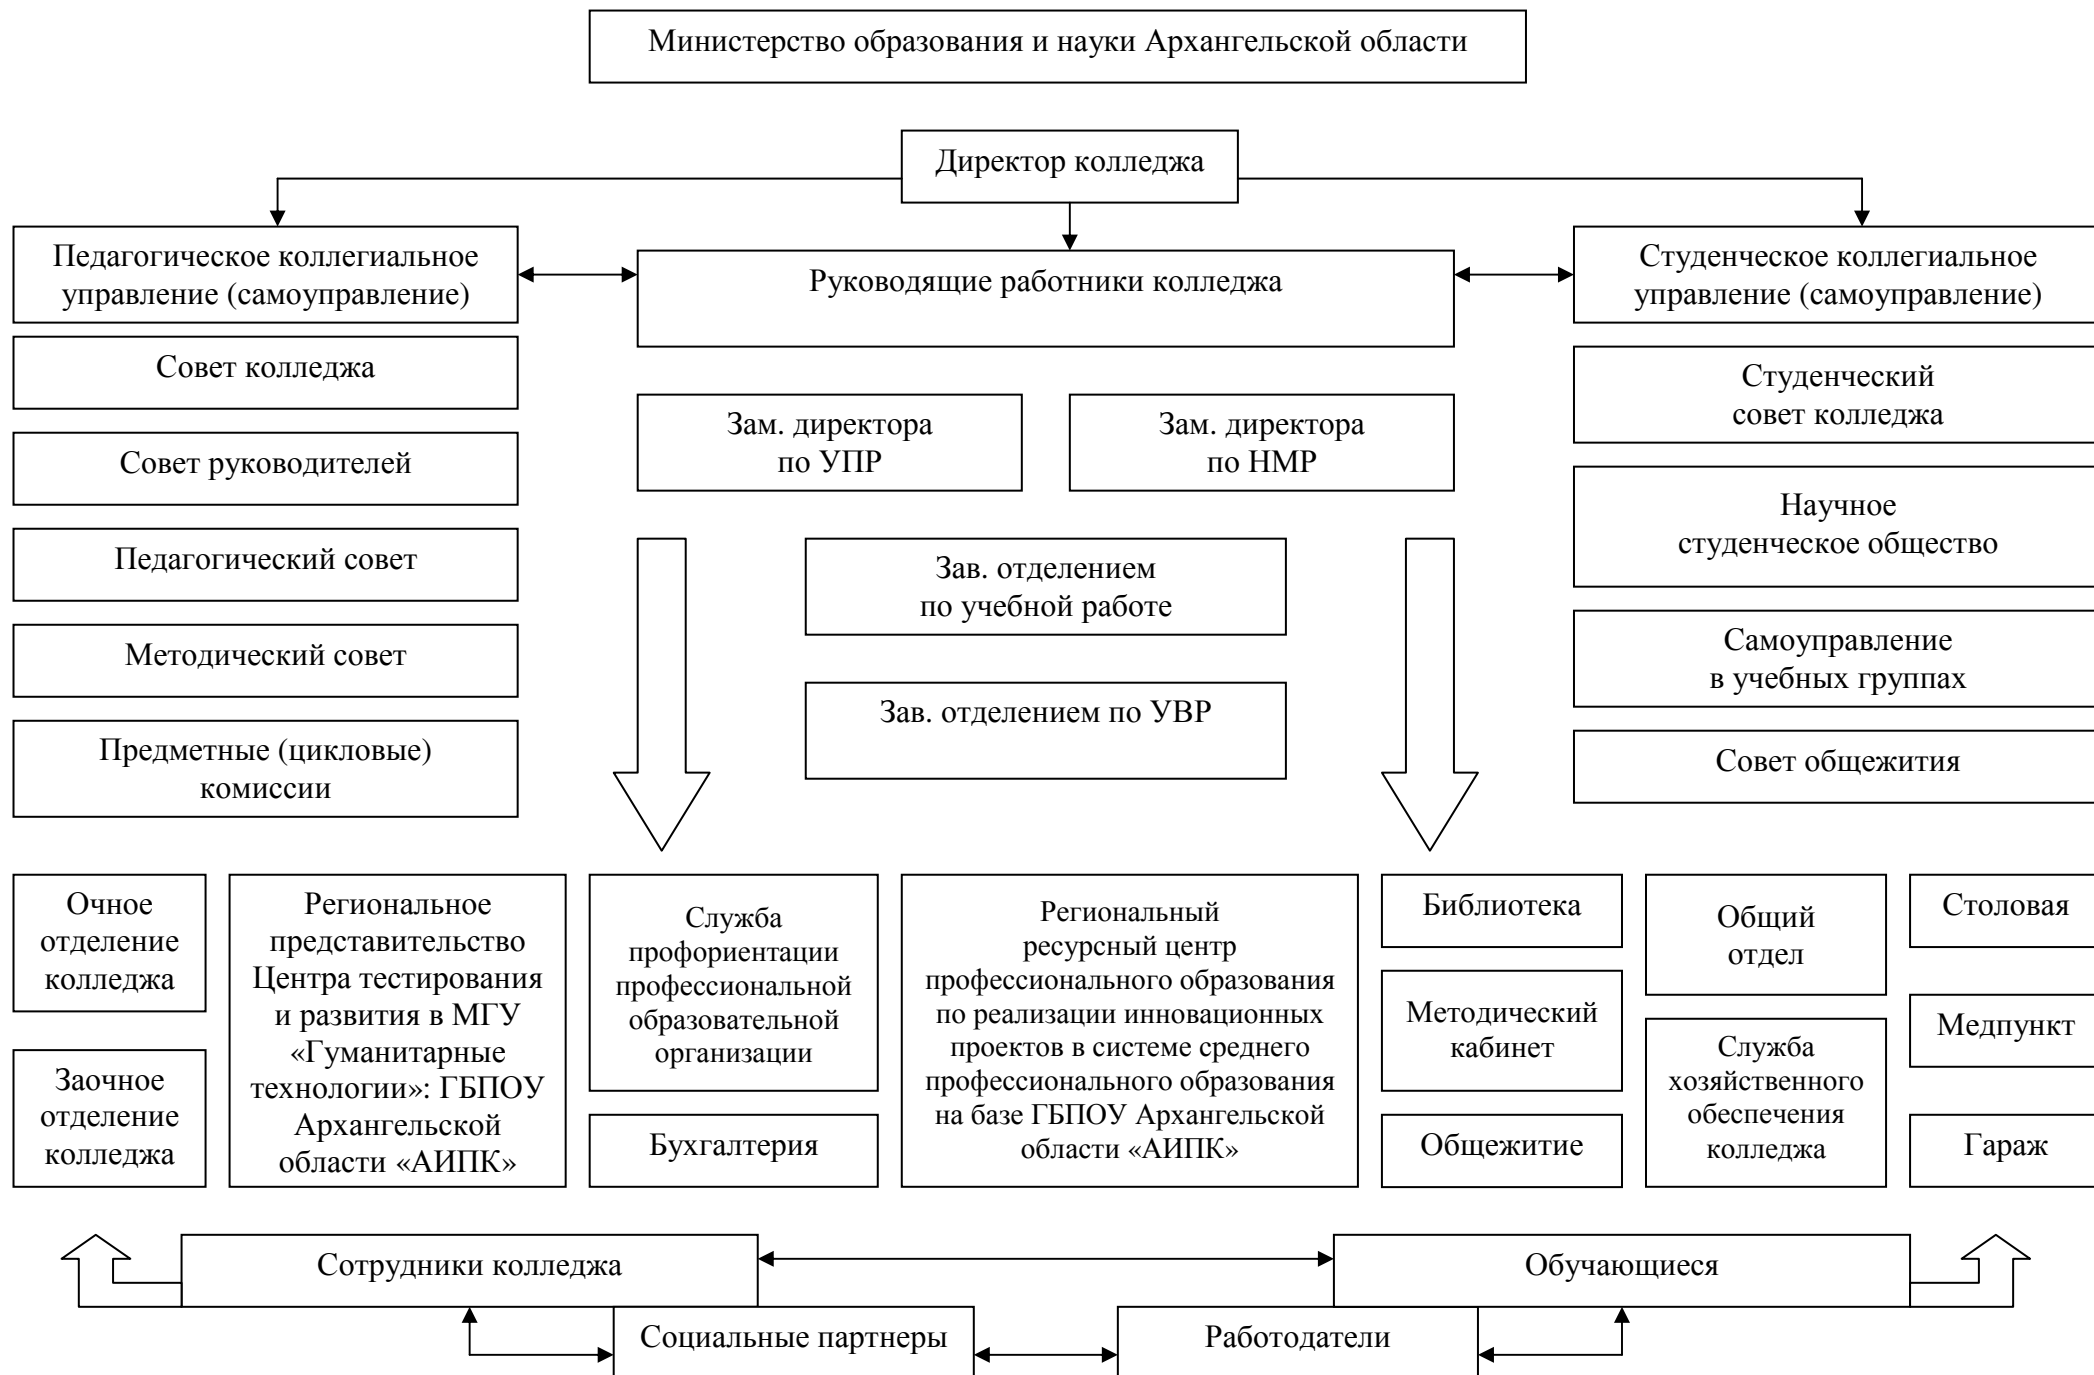 Министерство образования и науки Архангельской области
Директор колледжа
Педагогическое коллегиальное
управление (самоуправление)
Руководящие работники колледжа
Студенческое коллегиальное
управление (самоуправление)
Совет колледжа
Совет руководителей
Педагогический совет
Методический совет
Предметные (цикловые)
комиссии
Зам. директора
по УПР
Зам. директора
по НМР
Зав. отделением
по учебной работе
Зав. отделением по УВР
Студенческий
совет колледжа
Научное
студенческое общество
Самоуправление
в учебных группах
Совет общежития
Очное
отделение
колледжа
Заочное
отделение
колледжа
Региональное
представительство
Центра тестирования
и развития в МГУ
«Гуманитарные
технологии»: ГБПОУ
Архангельской
области «АИПК»
Служба
профориентации
профессиональной
образовательной
организации
Бухгалтерия
Региональный
ресурсный центр
профессионального образования
по реализации инновационных
проектов в системе среднего
профессионального образования
на базе ГБПОУ Архангельской
области «АИПК»
Библиотека
Методический
кабинет
Общежитие
Общий
отдел
Служба
хозяйственного
обеспечения
колледжа
Столовая
Медпункт
Гараж
Сотрудники колледжа
Обучающиеся
Социальные партнеры
Работодатели